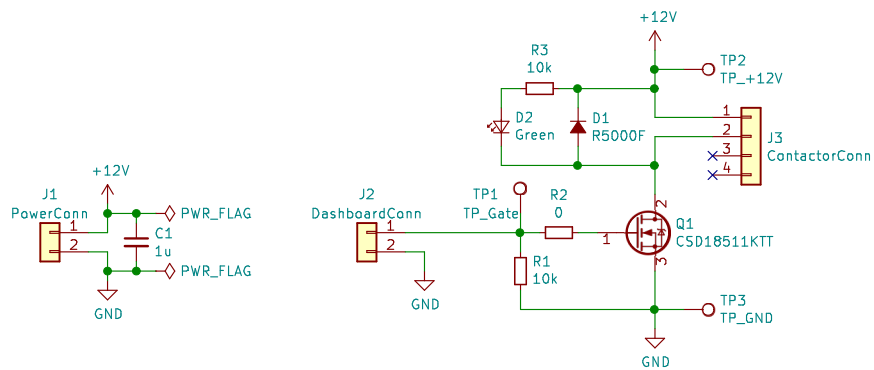 +12V
TP2
TP_+12V
R3
10k
D2
Green
D1
R5000F
1
2
3
4
J3
ContactorConn
+12V
J1
PowerConn
1
2
PWR_FLAG
C1
1u
PWR_FLAG
GND
J2
DashboardConn
1
2
GND
TP1
TP_Gate
R2
0
R1
10k
1
2
3
Q1
CSD18511KTT
TP3
TP_GND
GND